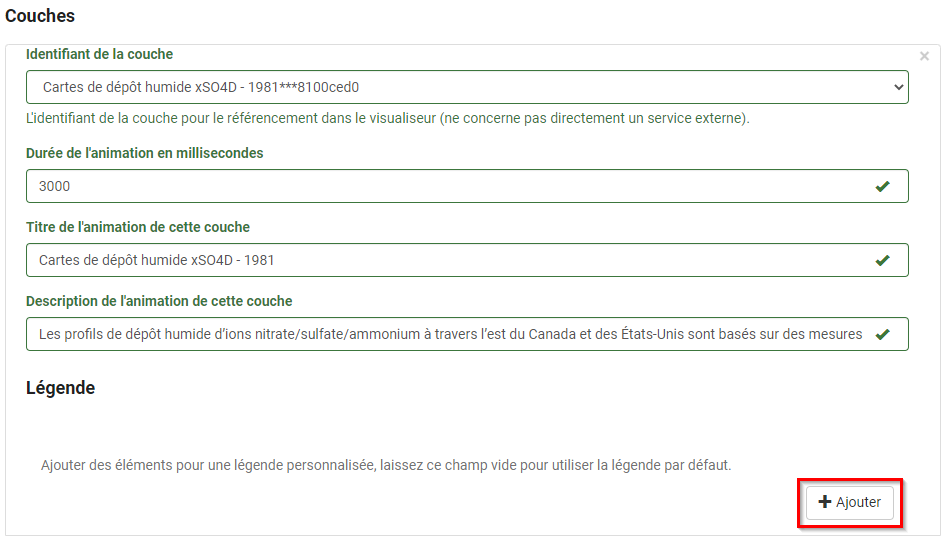 Couches
Identifiant de la couche
Cartes de dépôt humide xSO4D - 1981***8100ced0
L'identifiant de la couche pour le référencement dans le visualiseur (ne concerne pas directement un service externe).
Durée de l'animation en millisecondes
3000
Titre de l'animation de cette couche
Cartes de dépôt humide xSO4D - 1981
Description de l'animation de cette couche
Les profils de dépôt humide d’ions nitrate/sulfate/ammonium à travers l’est du Canada et des États-Unis sont basés sur des mesures
Légende
Ajouter des éléments pour une légende personnalisée, laissez ce champ vide pour utiliser la légende par défaut.
Ajouter